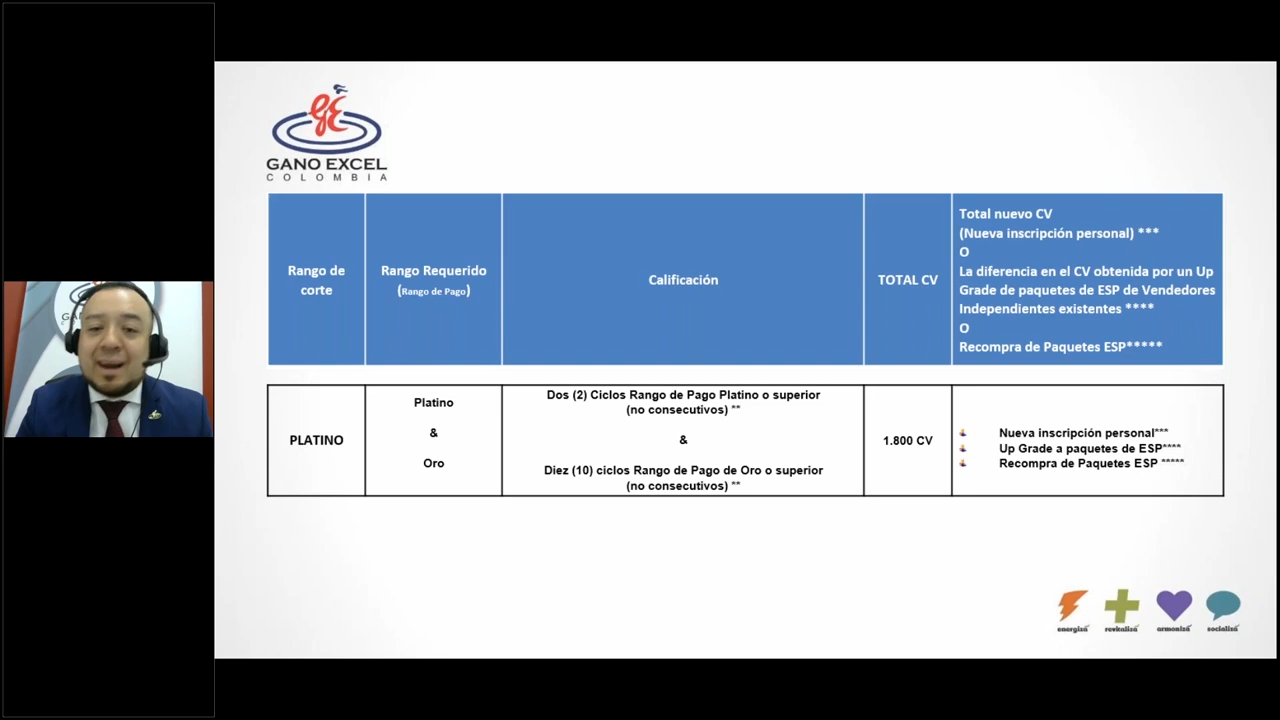 GANO EXCEL
COLOMBIA
Rango de
corte
Rango Requerido
(Rango de Pago)
Calificación
TOTAL CV
Total nuevo CV
(Nueva inscripción personal) ***
O
La diferencia en el CV obtenida por un Up
Grade de paquetes de ESP de Vendedores
Independientes existentes ****
O
Recompra de Paquetes ESP*****
PLATINO
Platino
&
Oro
Dos (2) Ciclos Rango de Pago Platino o superior
(no consecutivos) **
&
Diez (10) ciclos Rango de Pago de Oro o superior
(no consecutivos) **
1.800 CV
Nueva inscripción personal***
Up Grade a paquetes de ESP****
Recompra de Paquetes ESP *****
energizá
revitalizá
armonizá
socializá